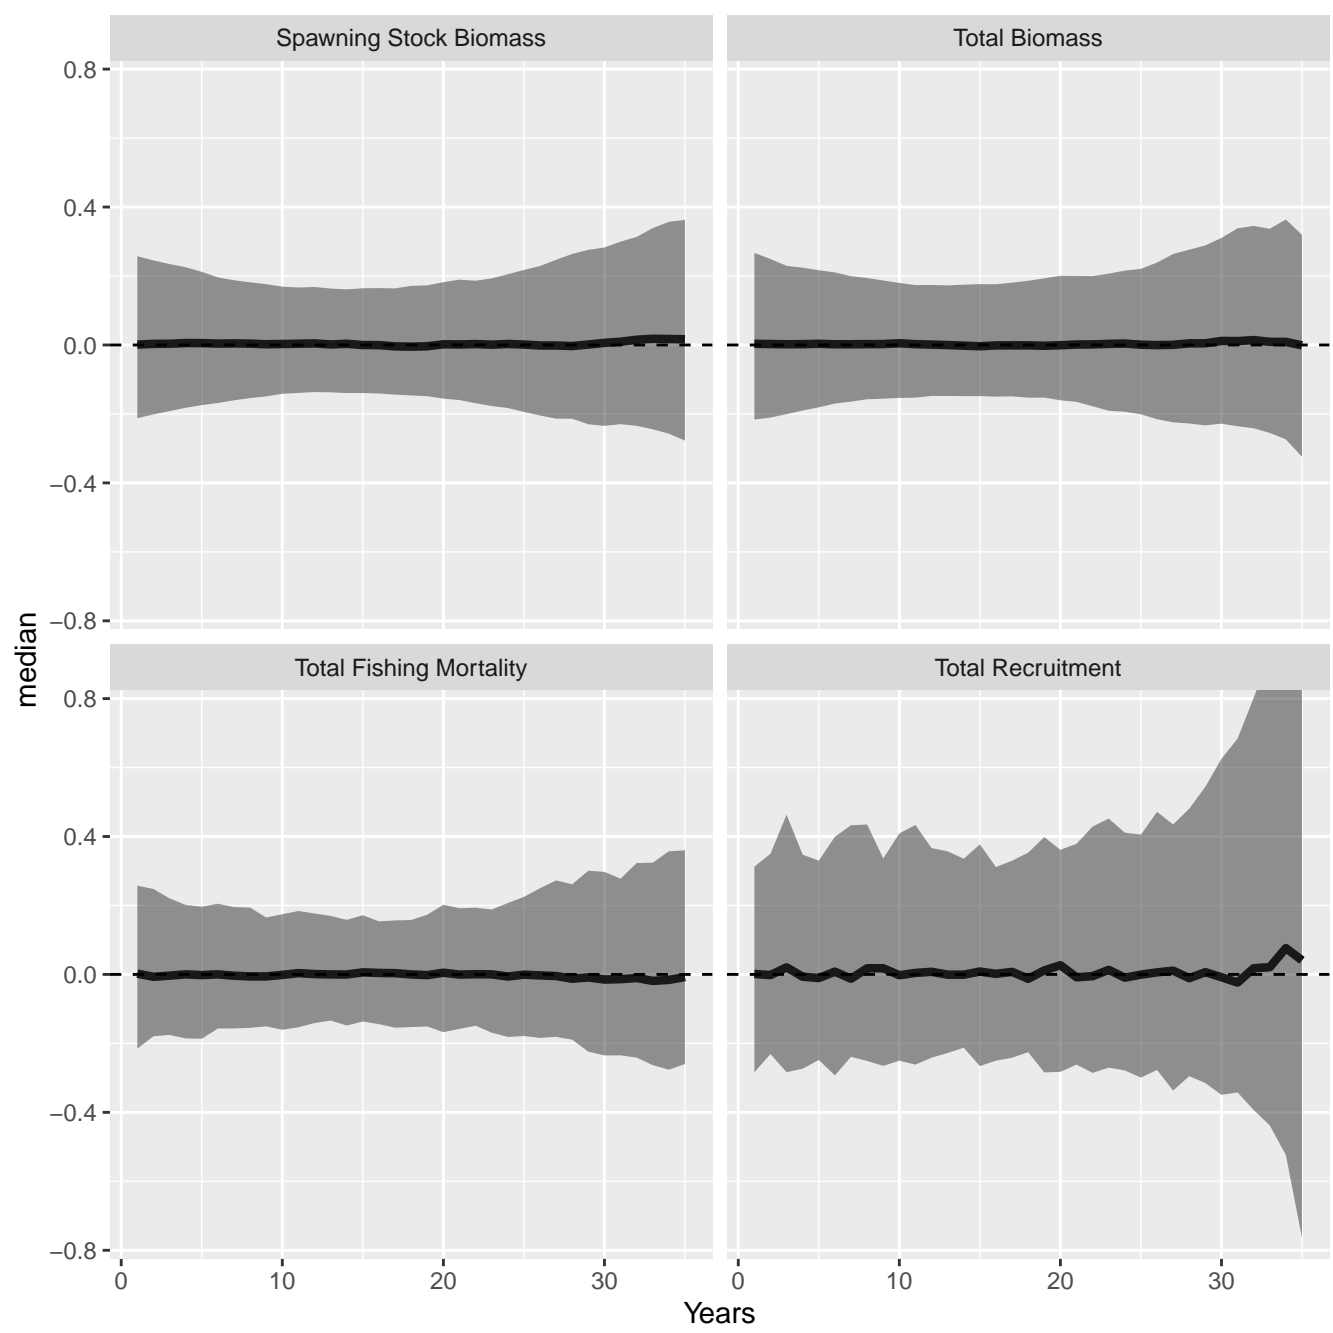 Spawning Stock Biomass
Total Biomass
0.8
0.4
0.0
−0.4
−0.8
median
Total Fishing Mortality
Total Recruitment
0.8
0.4
0.0
−0.4
−0.8
0 10 20 30
0 10 20 30
Years